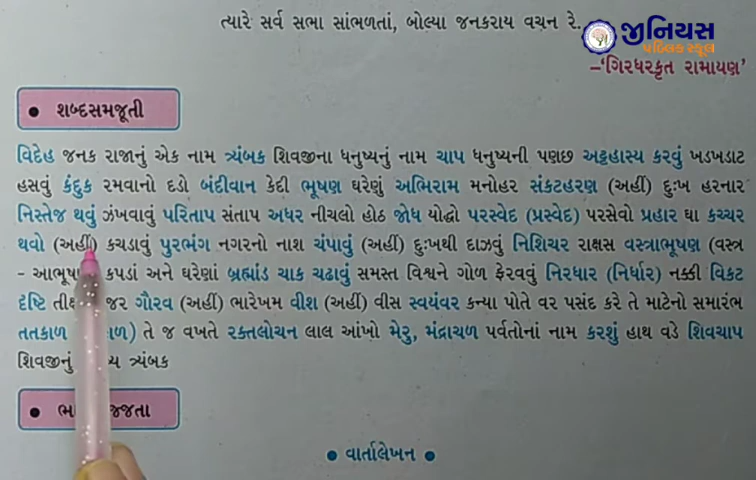 ત્યારે સર્વ સભા સાંભળતાં, બોલ્યા જનકરાય વચન રે.
જીનિયસ
પબ્લિક સ્કૂલ
–‘ગિરધરકૃત રામાયણ’
● શબ્દસમજૂતી
વિદેહ જનક રાજાનું એક નામ ત્ર્યંબક શિવજીના ધનુષ્યનું નામ ચાપ ધનુષ્યની પણછ અટ્ટહાસ્ય કરવું ખડખડાટ
હસવું કંદુક રમવાનો દડો બંદીવાન કેદી ભૂષણ ઘરેણું અભિરામ મનોહર સંકટહરણ (અહીં) દુઃખ હરનાર
નિસ્તેજ થવું ઝંખવાવું પરિતાપ સંતાપ અધર નીચલો હોઠ જોધ યોદ્ધો પરસ્વેદ (પ્રસ્વેદ) પરસેવો પ્રહાર ઘા કચ્ચર
થવો (અહીં) કચડાવું પુરભંગ નગરનો નાશ ચંપાવું (અહીં) દુઃખથી દાઝવું નિશિચર રાક્ષસ વસ્ત્રાભૂષણ (વસ્ત્ર
- આભૂષ કપડાં અને ઘરેણાં બ્રહ્માંડ ચાક ચઢાવું સમસ્ત વિશ્વને ગોળ ફેરવવું નિરધાર (નિર્ધાર) નક્કી વિકટ
દૃષ્ટિ તીક્ષ જર ગૌરવ (અહીં) ભારેખમ વીશ (અહીં) વીસ સ્વયંવર કન્યા પોતે વર પસંદ કરે તે માટેનો સમારંભ
તતકાળ ળ) તે જ વખતે રક્તલોચન લાલ આંખો મેરુ, મંદ્રાચળ પર્વતોનાં નામ કરશું હાથ વડે શિવચાપ
શિવજીનું ય ત્ર્યંબક
● ભા જ્જતા
● વાર્તાલેખન ●